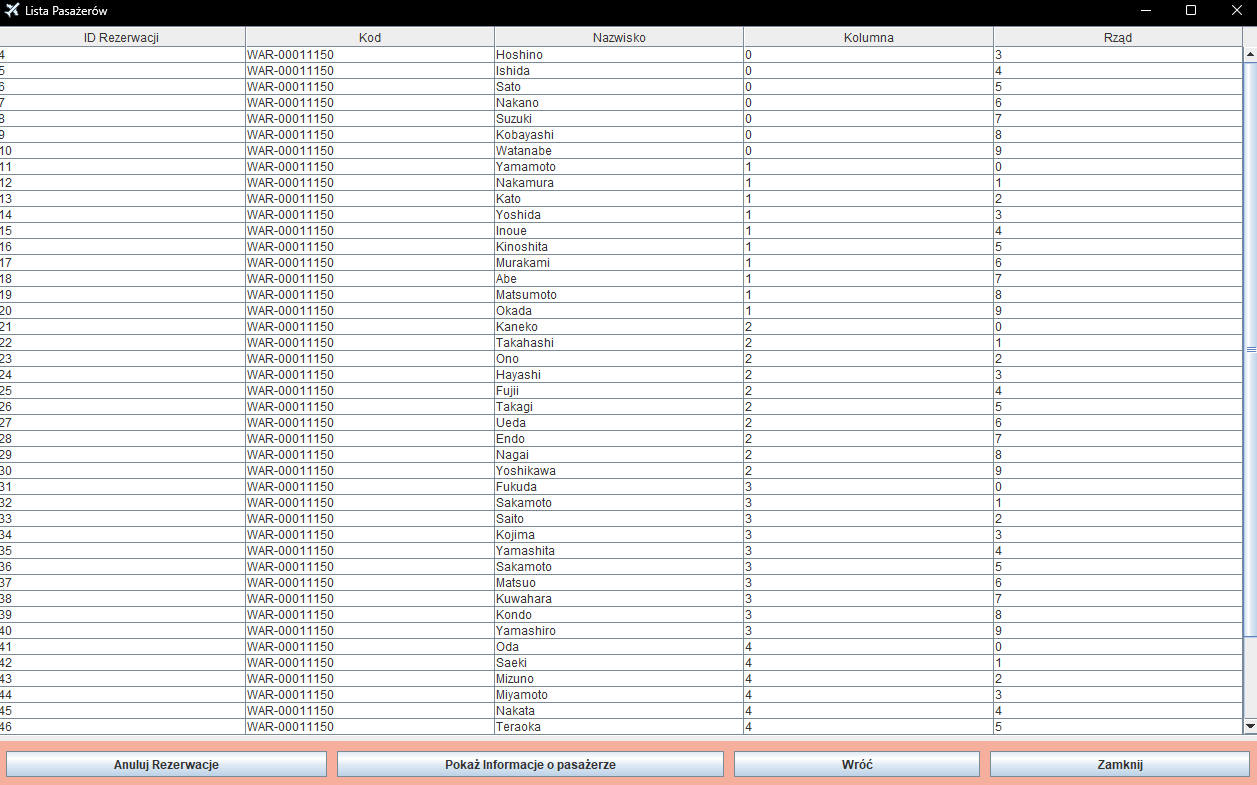 Lista Pasażerów
ID Rezerwacji Kod Nazwisko Kolumna Rząd
4 WAR-00011150 Hoshino 0 3
5 WAR-00011150 Ishida 0 4
6 WAR-00011150 Sato 0 5
7 WAR-00011150 Nakano 0 6
8 WAR-00011150 Suzuki 0 7
9 WAR-00011150 Kobayashi 0 8
10 WAR-00011150 Watanabe 0 9
11 WAR-00011150 Yamamoto 1 0
12 WAR-00011150 Nakamura 1 1
13 WAR-00011150 Kato 1 2
14 WAR-00011150 Yoshida 1 3
15 WAR-00011150 Inoue 1 4
16 WAR-00011150 Kinoshita 1 5
17 WAR-00011150 Murakami 1 6
18 WAR-00011150 Abe 1 7
19 WAR-00011150 Matsumoto 1 8
20 WAR-00011150 Okada 1 9
21 WAR-00011150 Kaneko 2 0
22 WAR-00011150 Takahashi 2 1
23 WAR-00011150 Ono 2 2
24 WAR-00011150 Hayashi 2 3
25 WAR-00011150 Fujii 2 4
26 WAR-00011150 Takagi 2 5
27 WAR-00011150 Ueda 2 6
28 WAR-00011150 Endo 2 7
29 WAR-00011150 Nagai 2 8
30 WAR-00011150 Yoshikawa 2 9
31 WAR-00011150 Fukuda 3 0
32 WAR-00011150 Sakamoto 3 1
33 WAR-00011150 Saito 3 2
34 WAR-00011150 Kojima 3 3
35 WAR-00011150 Yamashita 3 4
36 WAR-00011150 Sakamoto 3 5
37 WAR-00011150 Matsuo 3 6
38 WAR-00011150 Kuwahara 3 7
39 WAR-00011150 Kondo 3 8
40 WAR-00011150 Yamashiro 3 9
41 WAR-00011150 Oda 4 0
42 WAR-00011150 Saeki 4 1
43 WAR-00011150 Mizuno 4 2
44 WAR-00011150 Miyamoto 4 3
45 WAR-00011150 Nakata 4 4
46 WAR-00011150 Teraoka 4 5
Anuluj Rezerwacje Pokaż Informacje o pasażerze Wróć Zamknij